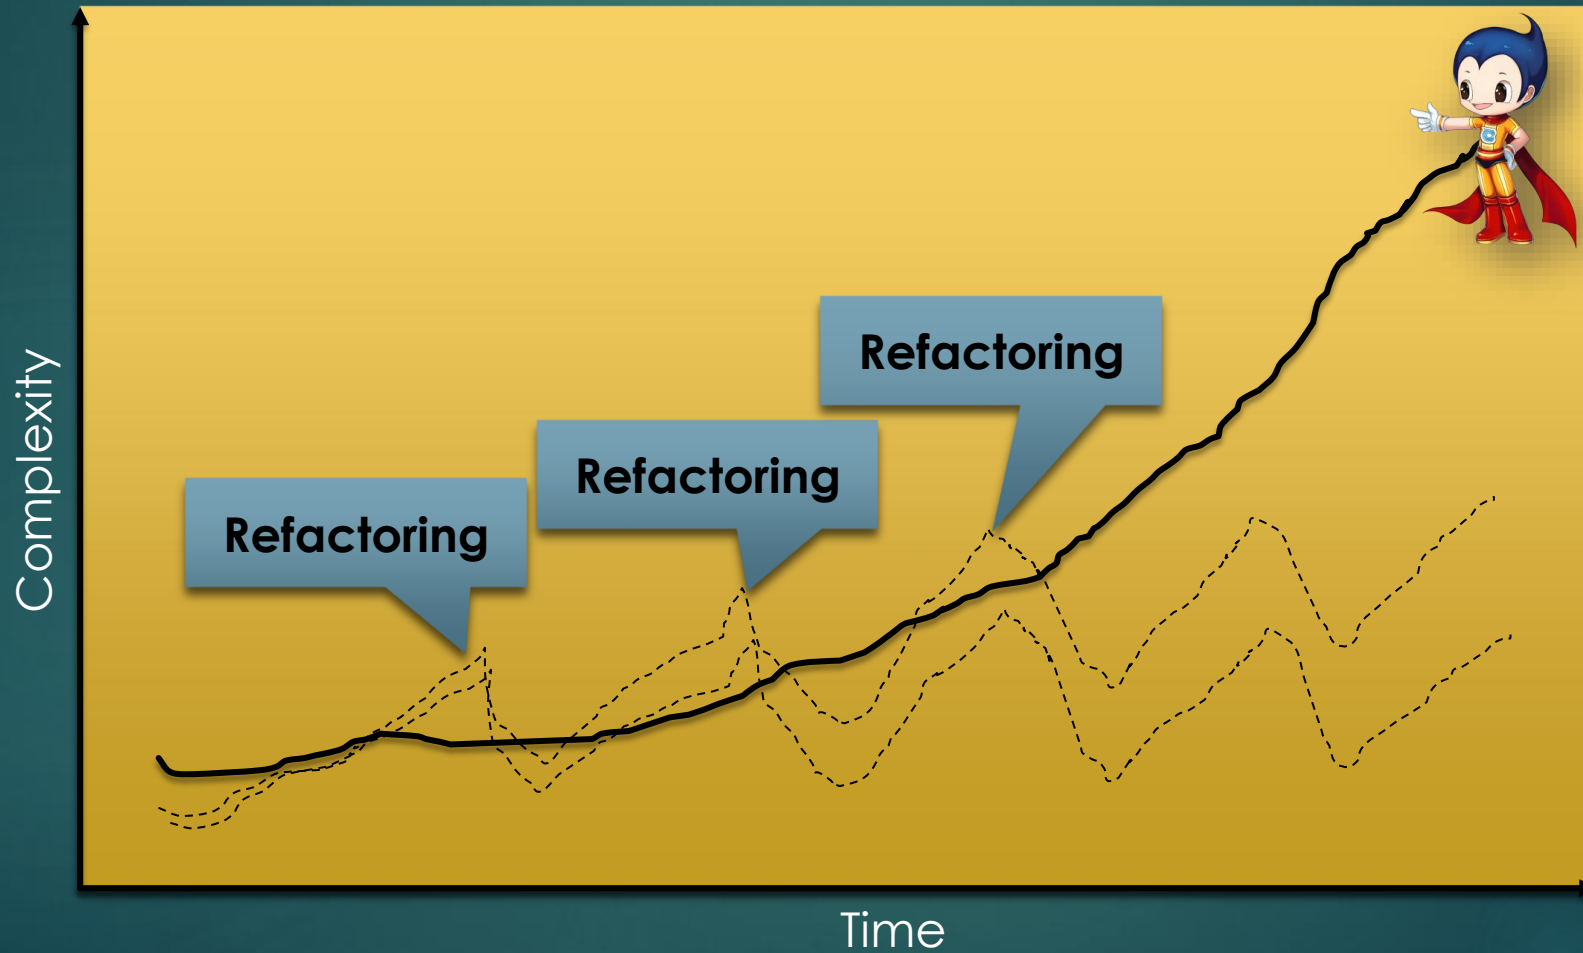 Complexity
Refactoring
Refactoring
Refactoring
C
Time